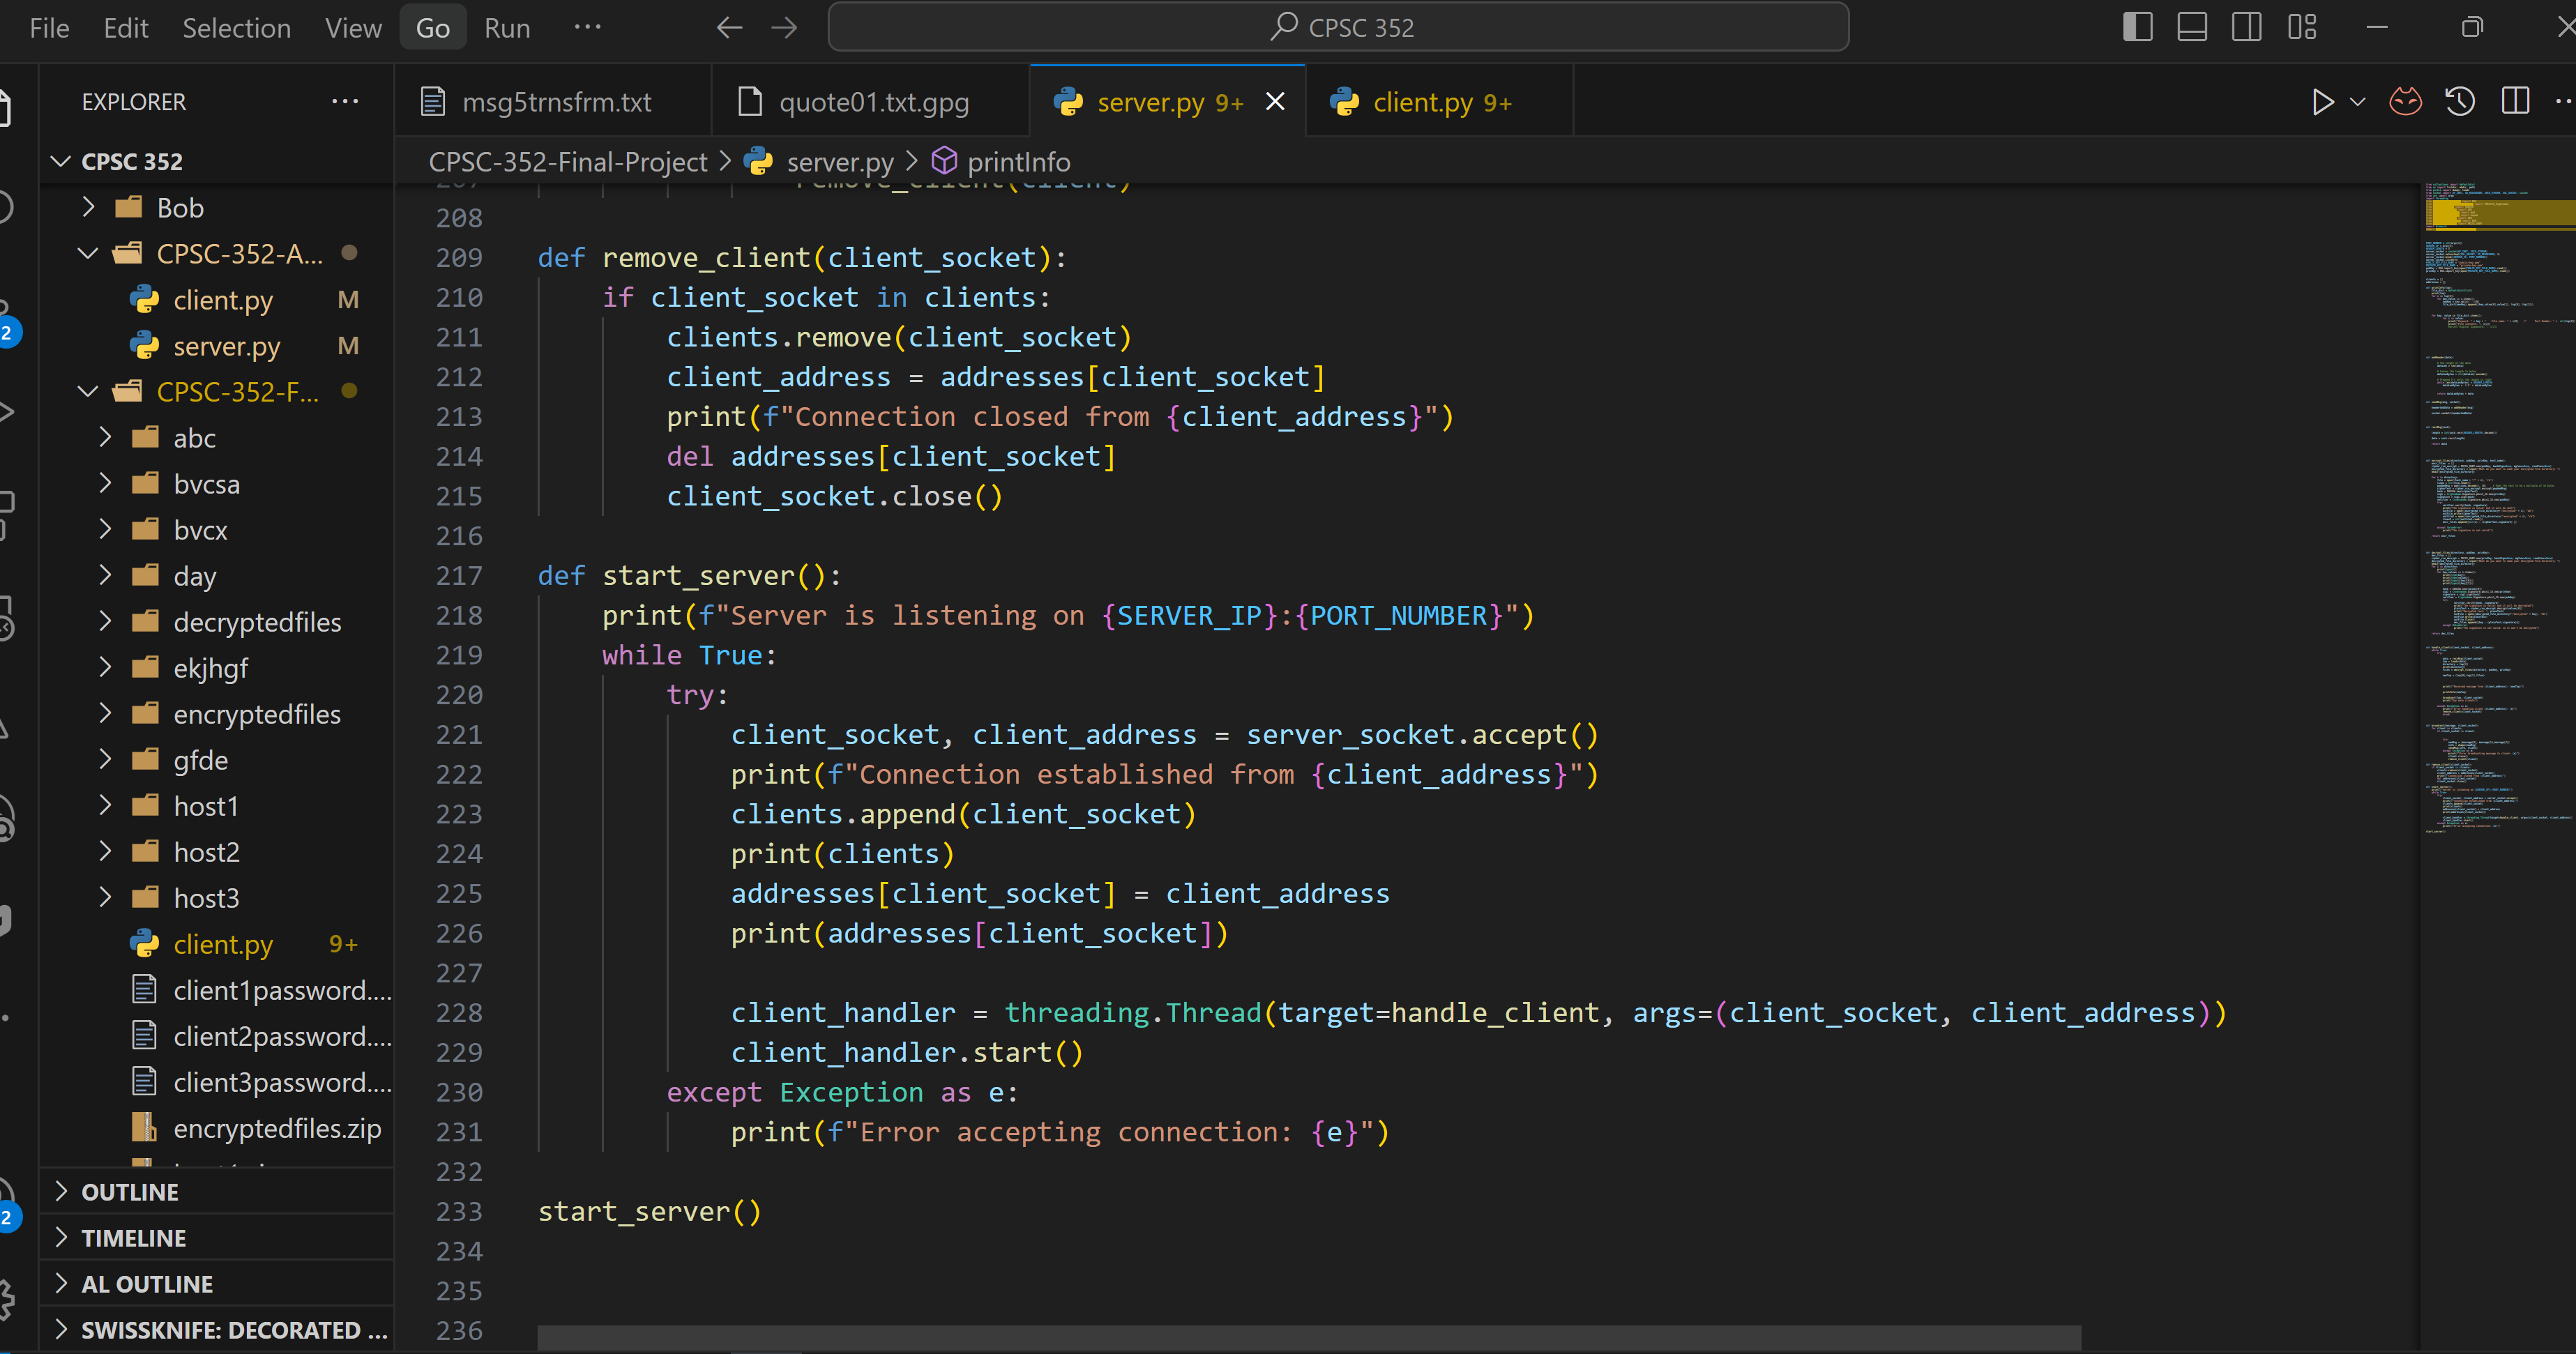 File Edit Selection View Go Run ··· CPSC 352
EXPLORER ···
CPSC 352
Bob
CPSC-352-A...
client.py M
server.py M
CPSC-352-F...
abc
bvcsa
bvcx
day
decryptedfiles
ekjhgf
encryptedfiles
gfde
host1
host2
host3
client.py 9+
client1password....
client2password....
client3password....
encryptedfiles.zip
OUTLINE
TIMELINE
AL OUTLINE
SWISSKNIFE: DECORATED ...
2
2
msg5trnsfrm.txt quote01.txt.gpg server.py 9+ client.py 9+
CPSC-352-Final-Project > server.py > printInfo
207 remove_client(client)
208
209 def remove_client(client_socket):
210 if client_socket in clients:
211 clients.remove(client_socket)
212 client_address = addresses[client_socket]
213 print(f"Connection closed from {client_address}")
214 del addresses[client_socket]
215 client_socket.close()
216
217 def start_server():
218 print(f"Server is listening on {SERVER_IP}:{PORT_NUMBER}")
219 while True:
220 try:
221 client_socket, client_address = server_socket.accept()
222 print(f"Connection established from {client_address}")
223 clients.append(client_socket)
224 print(clients)
225 addresses[client_socket] = client_address
226 print(addresses[client_socket])
227
228 client_handler = threading.Thread(target=handle_client, args=(client_socket, client_address))
229 client_handler.start()
230 except Exception as e:
231 print(f"Error accepting connection: {e}")
232
233 start_server()
234
235
236